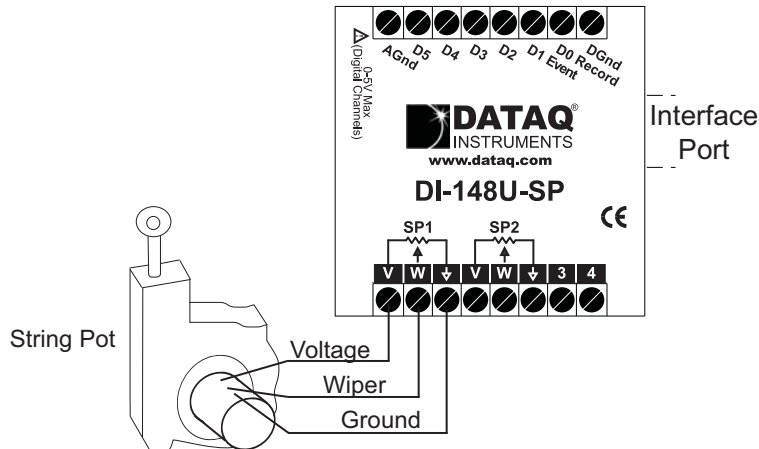 AGnd D5 D4 D3 D2 D1 D0 DGnd
Event Record
0-5V Max
(Digital Channels)
DATAQ®
INSTRUMENTS
www.dataq.com
Interface
Port
DI-148U-SP
CE
SP1 SP2
V W V W 3 4
String Pot
Voltage
Wiper
Ground